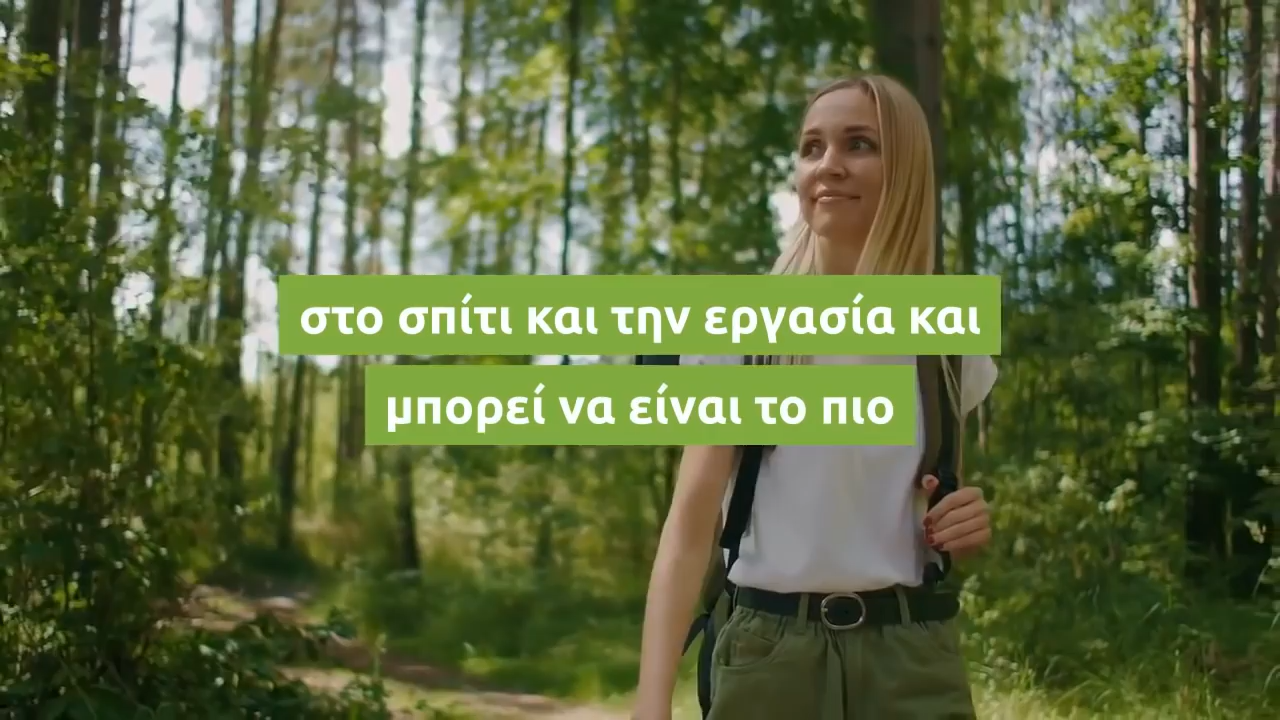 στο σπίτι και την εργασία και
μπορεί να είναι το πιο